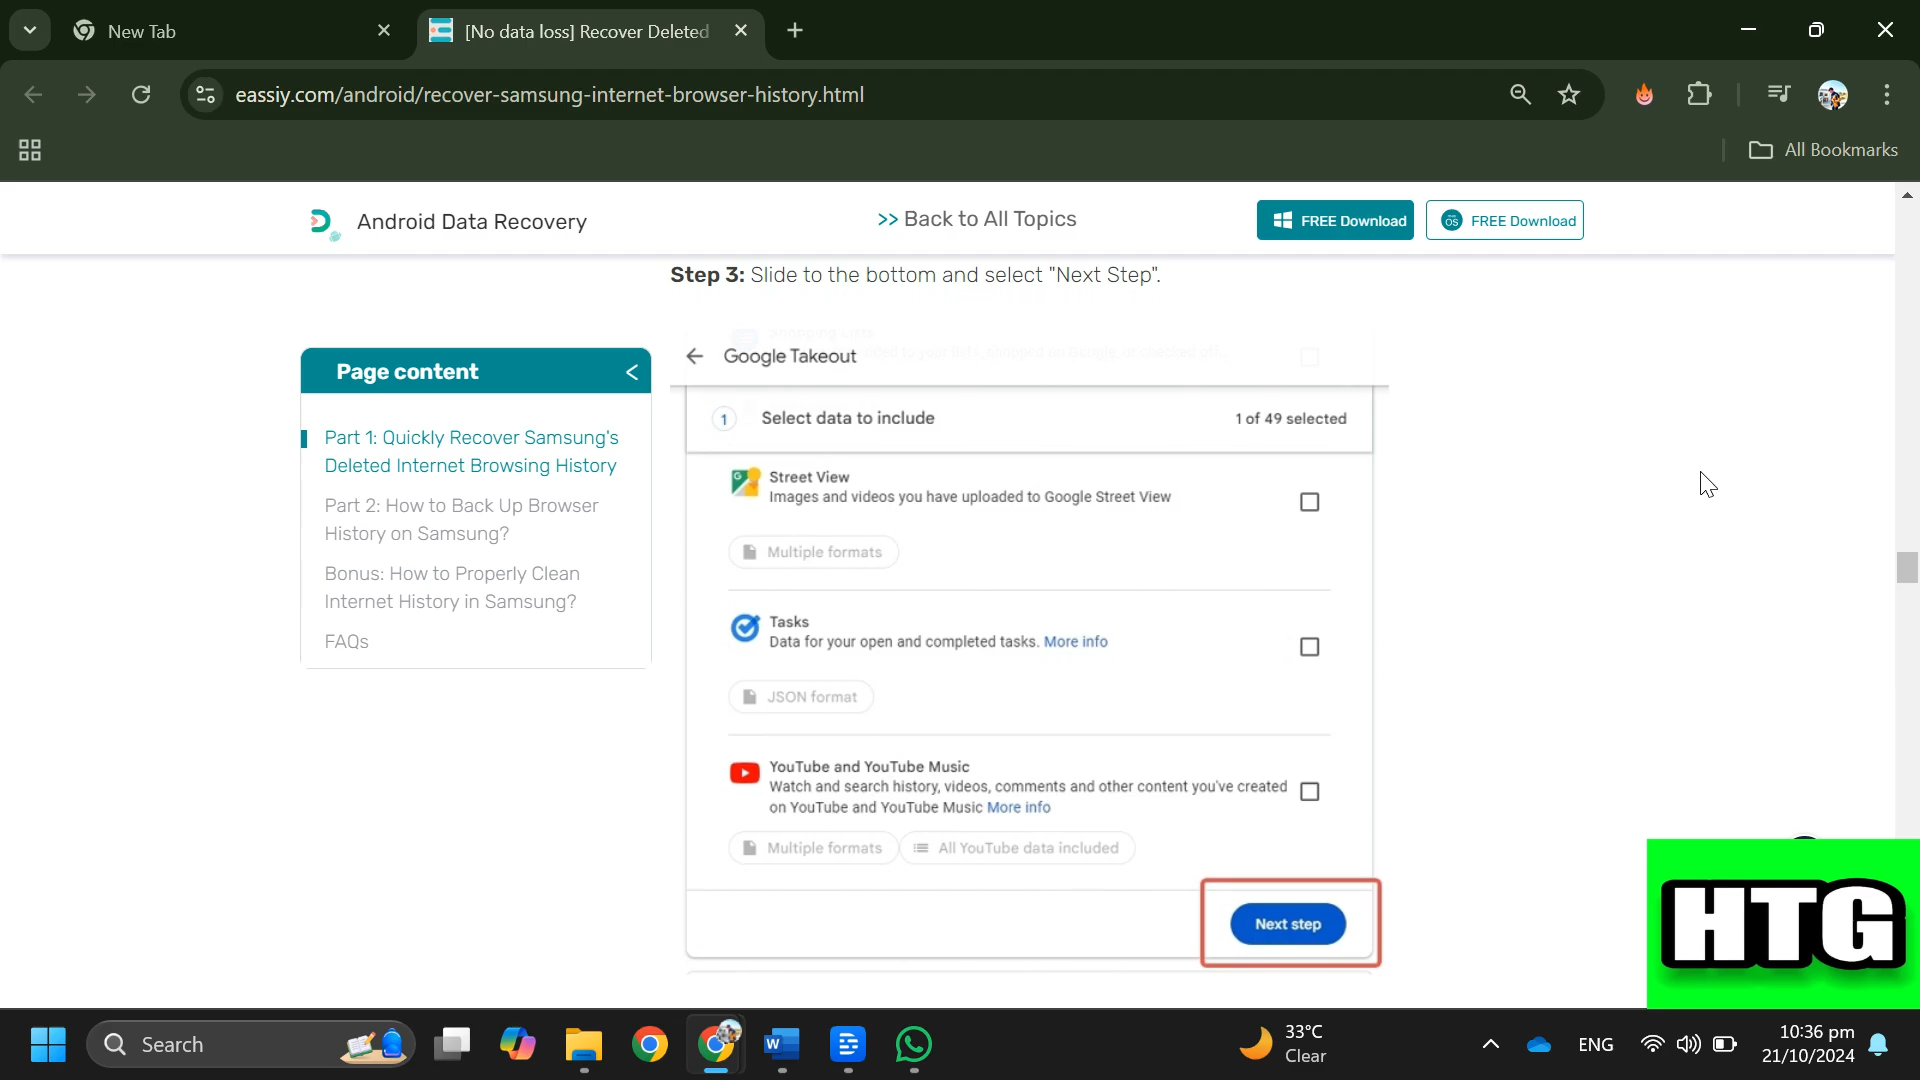 New Tab
[No data loss] Recover Deleted
eassiy.com/android/recover-samsung-internet-browser-history.html
All Bookmarks
Android Data Recovery
>> Back to All Topics
FREE Download
OS FREE Download
Step 3: Slide to the bottom and select "Next Step".
Page content <
Part 1: Quickly Recover Samsung's
Deleted Internet Browsing History
Part 2: How to Back Up Browser
History on Samsung?
Bonus: How to Properly Clean
Internet History in Samsung?
FAQs
Google Takeout
1 Select data to include
1 of 49 selected
Street View
Images and videos you have uploaded to Google Street View
Multiple formats
Tasks
Data for your open and completed tasks. More info
JSON format
YouTube and YouTube Music
Watch and search history, videos, comments and other content you've created
on YouTube and YouTube Music More info
Multiple formats
All YouTube data included
Next step
HTG
Search
33°C
Clear
ENG
10:36 pm
21/10/2024